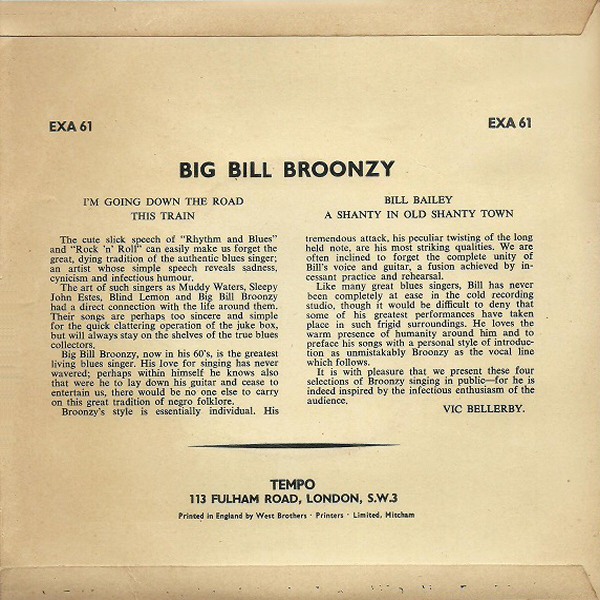 EXA 61
EXA 61
BIG BILL BROONZY
I'M GOING DOWN THE ROAD
THIS TRAIN
The cute slick speech of "Rhythm and Blues"
and "Rock 'n' Roll" can easily make us forget the
great, dying tradition of the authentic blues singer;
an artist whose simple speech reveals sadness,
cynicism and infectious humour.
The art of such singers as Muddy Waters, Sleepy
John Estes, Blind Lemon and Big Bill Broonzy
had a direct connection with the life around them.
Their songs are perhaps too sincere and simple
for the quick clattering operation of the juke box,
but will always stay on the shelves of the true blues
collectors.
Big Bill Broonzy, now in his 60's, is the greatest
living blues singer. His love for singing has never
wavered; perhaps within himself he knows also
that were he to lay down his guitar and cease to
entertain us, there would be no one else to carry
on this great tradition of negro folklore.
Broonzy's style is essentially individual. His
BILL BAILEY
A SHANTY IN OLD SHANTY TOWN
tremendous attack, his peculiar twisting of the long
held note, are his most striking qualities. We are
often inclined to forget the complete unity of
Bill's voice and guitar, a fusion achieved by in-
cessant practice and rehearsal.
Like many great blues singers, Bill has never
been completely at ease in the cold recording
studio, though it would be difficult to deny that
some of his greatest performances have taken
place in such frigid surroundings. He loves the
warm presence of humanity around him and to
preface his songs with a personal style of introduc-
tion as unmistakably Broonzy as the vocal line
which follows.
It is with pleasure that we present these four
selections of Broonzy singing in public—for he is
indeed inspired by the infectious enthusiasm of the
audience.
VIC BELLERBY.
TEMPO
113 FULHAM ROAD, LONDON, S.W.3
Printed in England by West Brothers · Printers · Limited, Mitcham